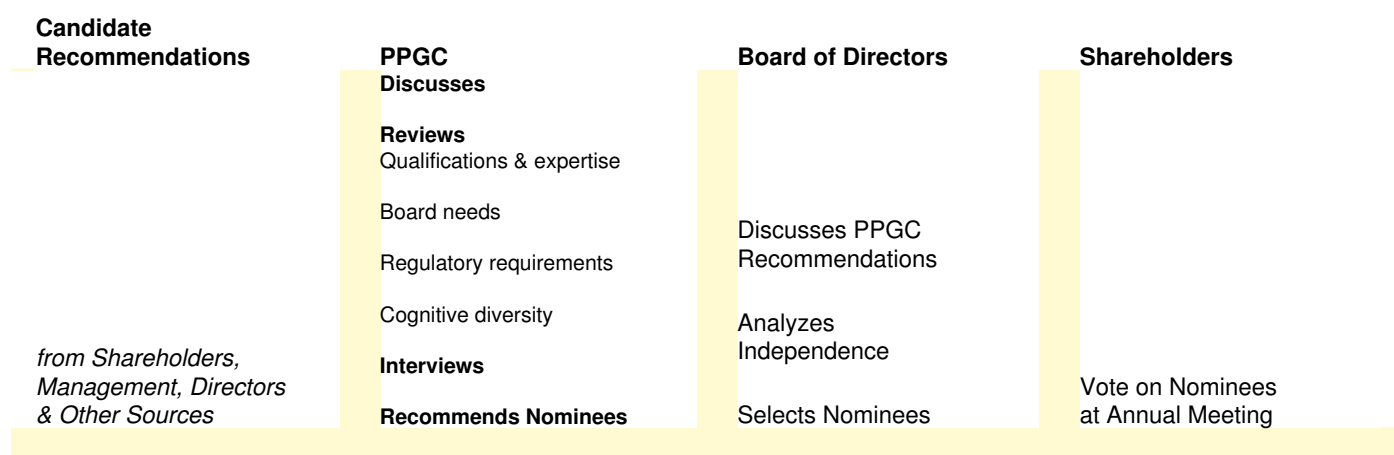 Candidate
Recommendations
from Shareholders,
Management, Directors
& Other Sources
PPGC
Discusses
Reviews
Qualifications & expertise
Board needs
Regulatory requirements
Cognitive diversity
Interviews
Recommends Nominees
Board of Directors
Discusses PPGC
Recommendations
Analyzes
Independence
Selects Nominees
Shareholders
Vote on Nominees
at Annual Meeting